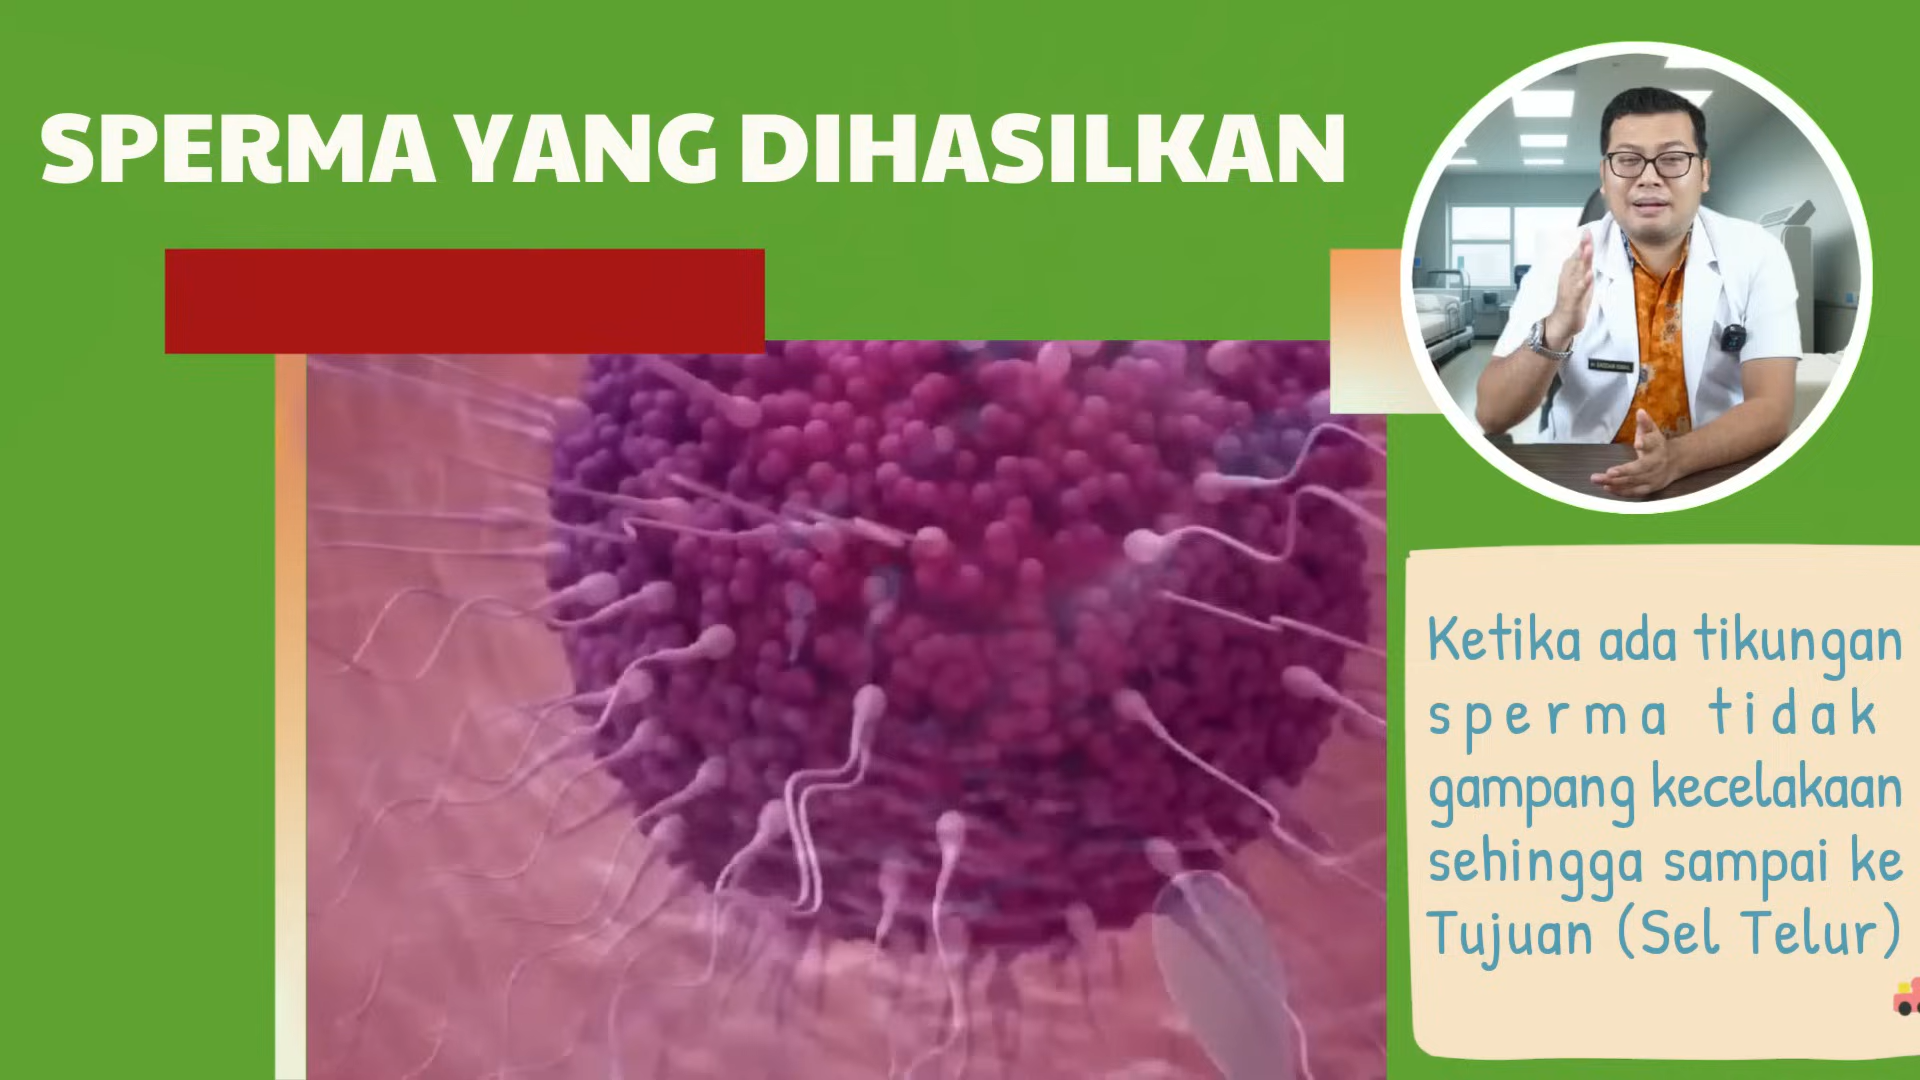 SPERMA YANG DIHASILKAN
Ketika ada tikungan
sperma tidak
gampang kecelakaan
sehingga sampai ke
Tujuan (Sel Telur)